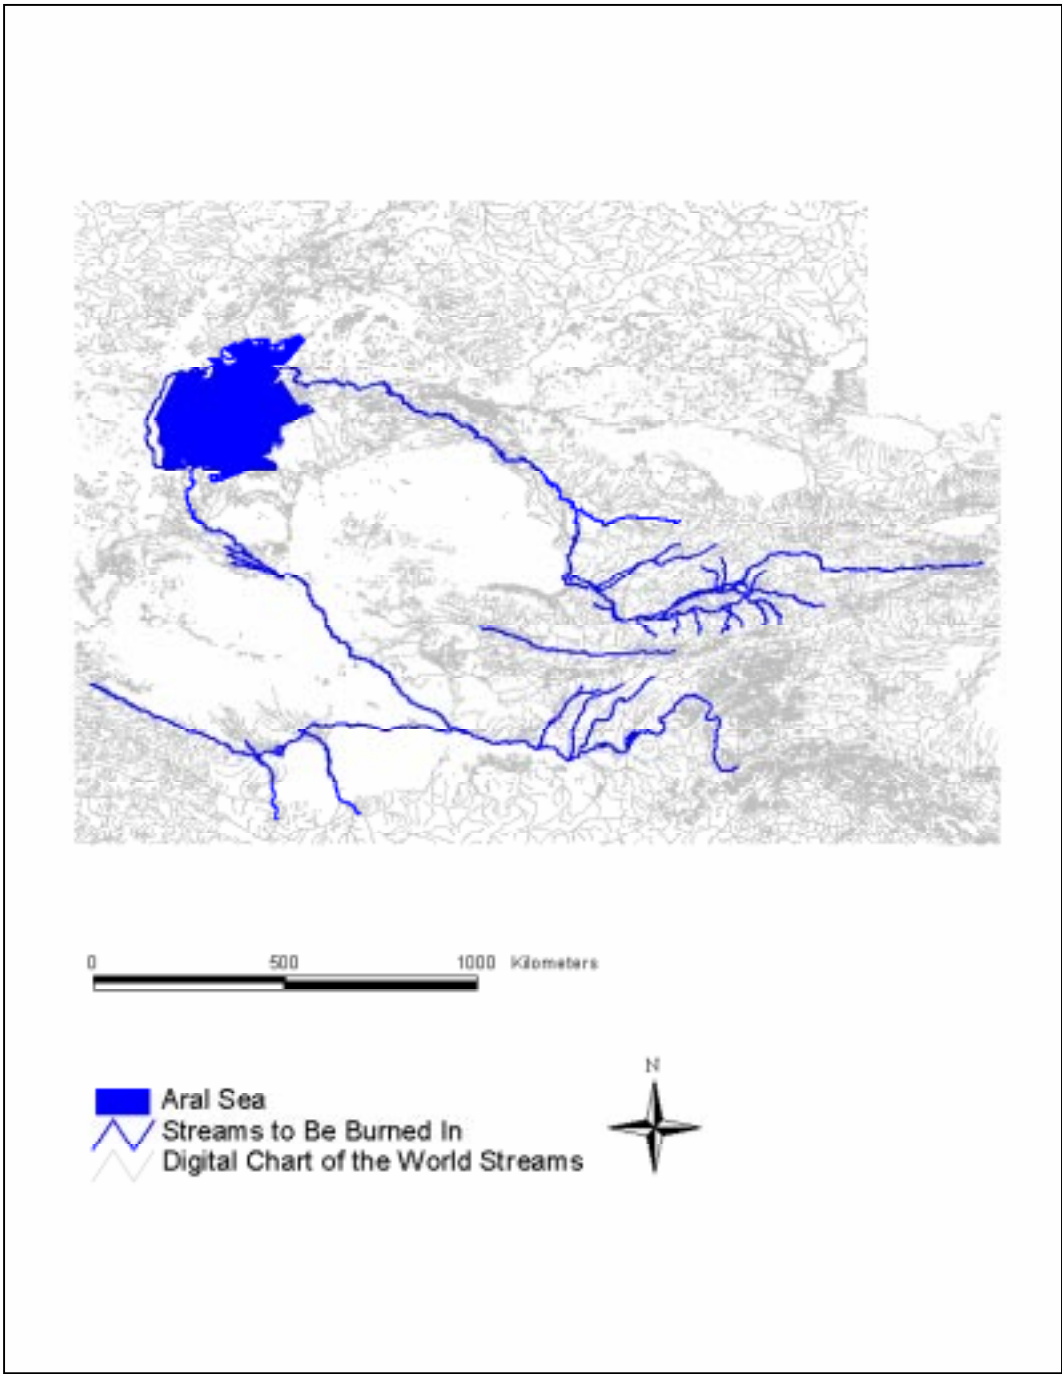 0 500 1000 Kilometers
N
Aral Sea
Streams to Be Burned In
Digital Chart of the World Streams